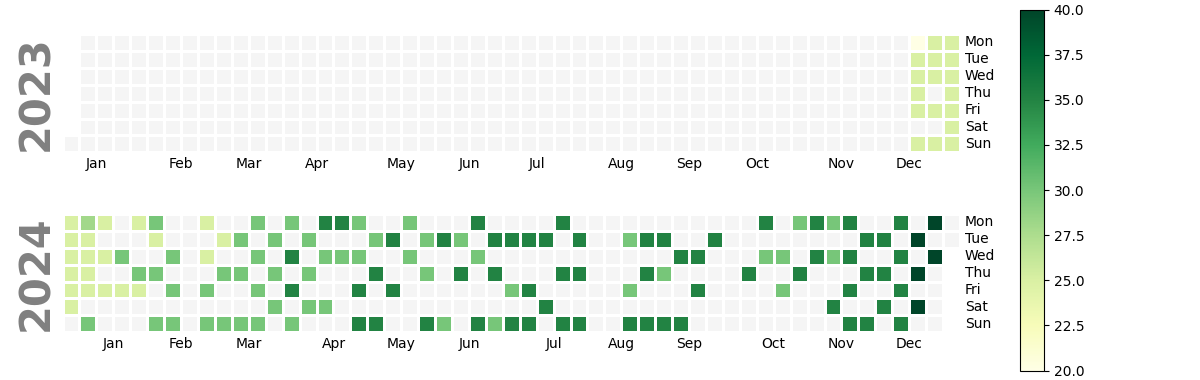 2023
Mon
Tue
Wed
Thu
Fri
Sat
Sun
Jan Feb Mar Apr May Jun Jul Aug Sep Oct Nov Dec
2024
Mon
Tue
Wed
Thu
Fri
Sat
Sun
Jan Feb Mar Apr May Jun Jul Aug Sep Oct Nov Dec
40.0
37.5
35.0
32.5
30.0
27.5
25.0
22.5
20.0